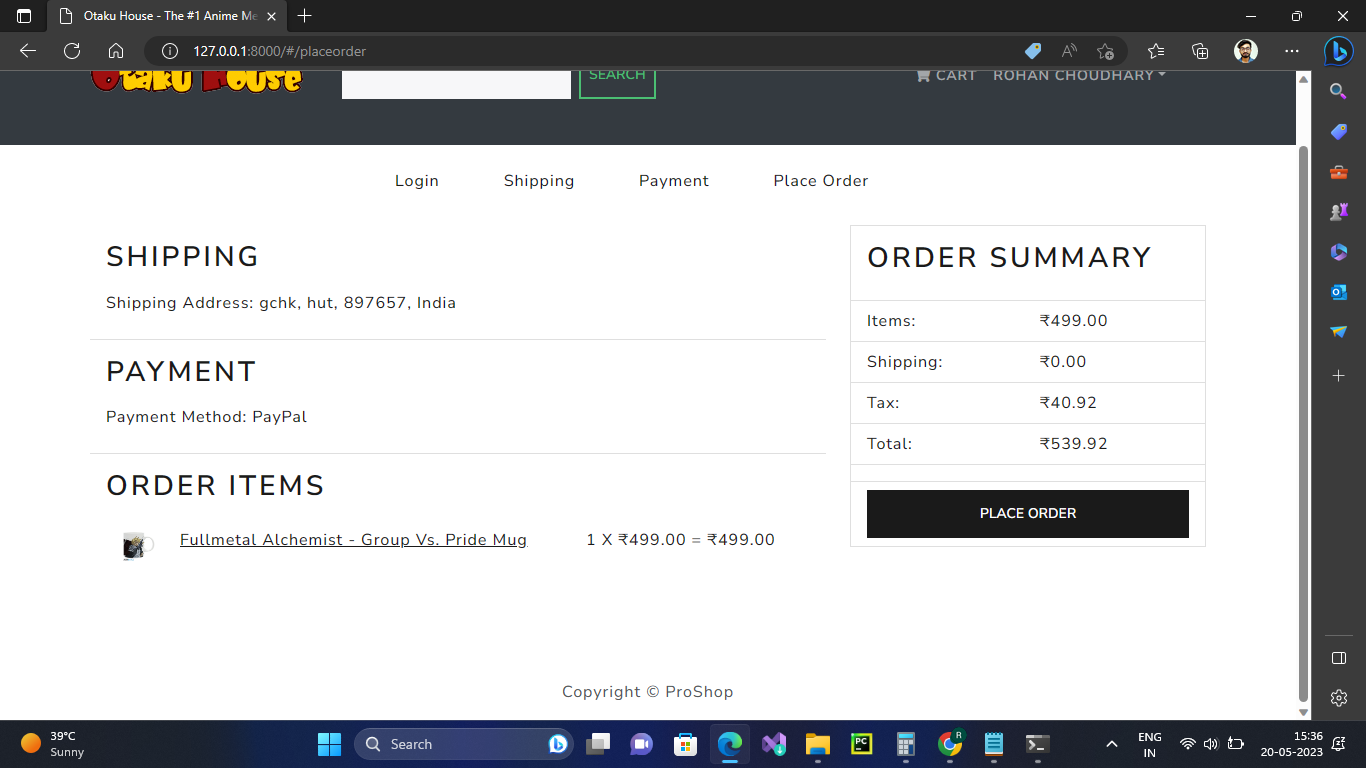 Otaku House - The #1 Anime Me
127.0.0.1:8000/#/placeorder
Otaku House
SEARCH
CART ROHAN CHOUDHARY
Login Shipping Payment Place Order
SHIPPING
Shipping Address: gchk, hut, 897657, India
PAYMENT
Payment Method: PayPal
ORDER ITEMS
Fullmetal Alchemist - Group Vs. Pride Mug 1 X ₹499.00 = ₹499.00
ORDER SUMMARY
Items: ₹499.00
Shipping: ₹0.00
Tax: ₹40.92
Total: ₹539.92
PLACE ORDER
Copyright © ProShop
39°C
Sunny
Search
PC
R
ENG
IN
15:36
20-05-2023